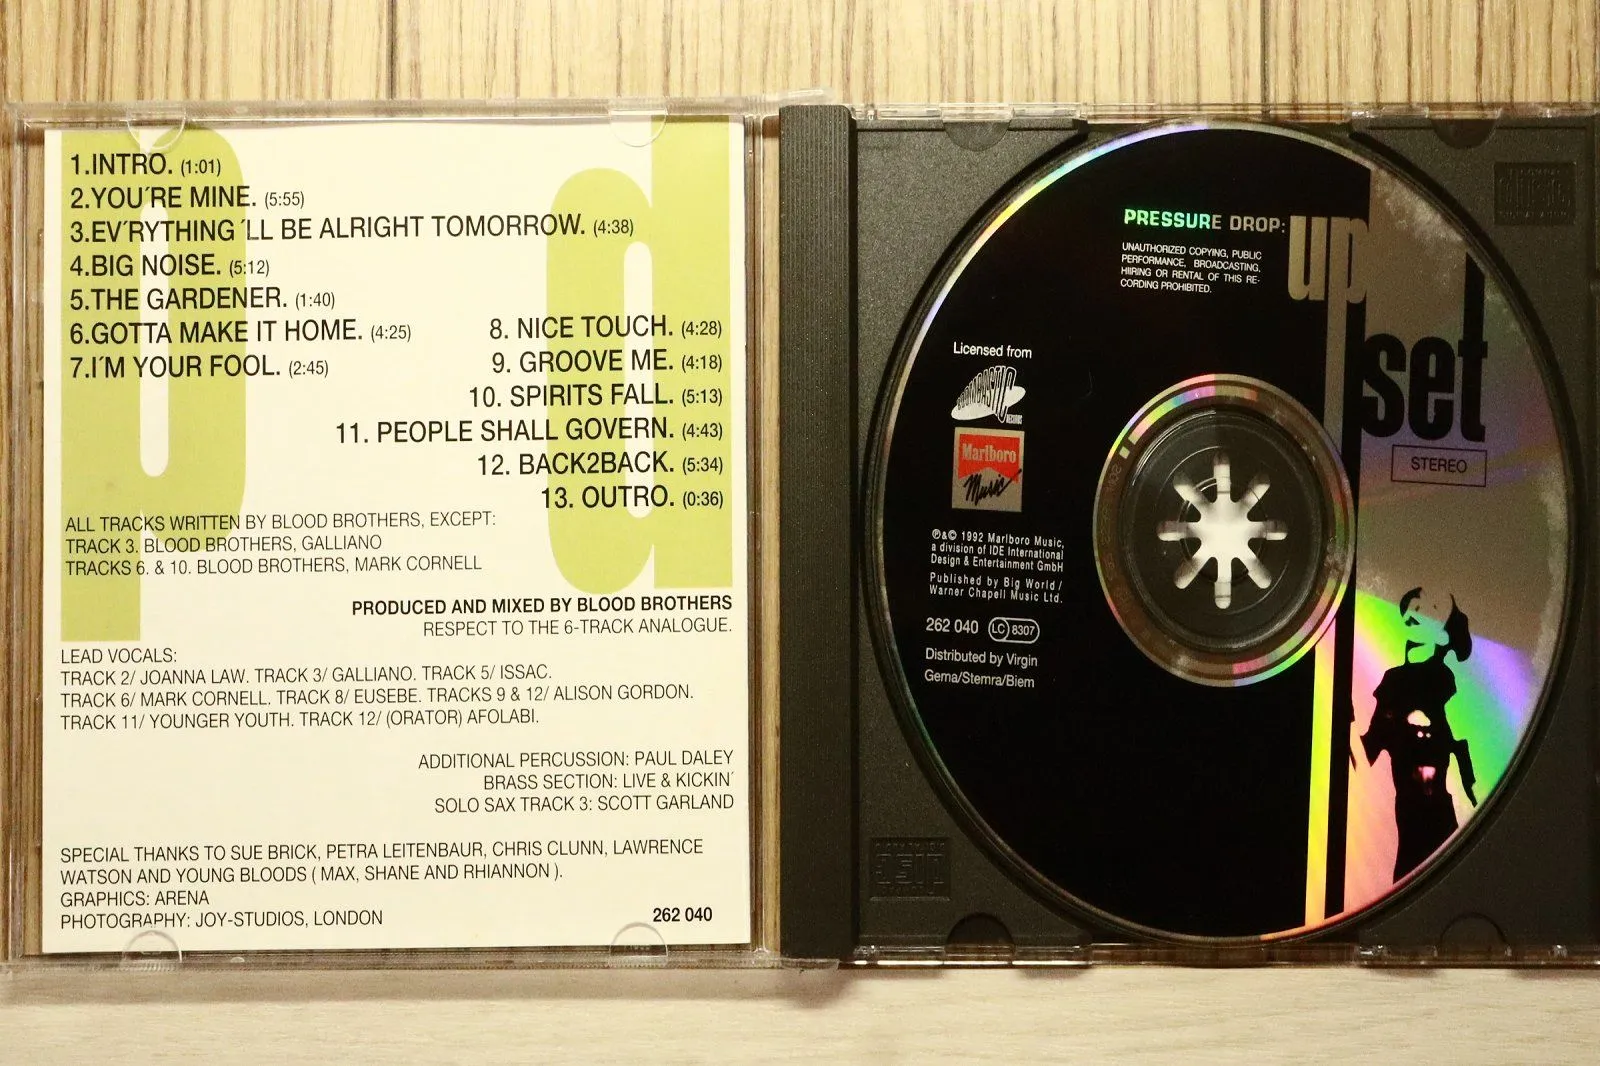 p d
1.INTRO. (1:01)
2.YOU´RE MINE. (5:55)
3.EV´RYTHING ´LL BE ALRIGHT TOMORROW. (4:38)
4.BIG NOISE. (5:12)
5.THE GARDENER. (1:40)
6.GOTTA MAKE IT HOME. (4:25)
7.I´M YOUR FOOL. (2:45)
8. NICE TOUCH. (4:28)
9. GROOVE ME. (4:18)
10. SPIRITS FALL. (5:13)
11. PEOPLE SHALL GOVERN. (4:43)
12. BACK2BACK. (5:34)
13. OUTRO. (0:36)
ALL TRACKS WRITTEN BY BLOOD BROTHERS, EXCEPT:
TRACK 3. BLOOD BROTHERS, GALLIANO
TRACKS 6. & 10. BLOOD BROTHERS, MARK CORNELL
PRODUCED AND MIXED BY BLOOD BROTHERS
RESPECT TO THE 6-TRACK ANALOGUE.
LEAD VOCALS:
TRACK 2/ JOANNA LAW. TRACK 3/ GALLIANO. TRACK 5/ ISSAC.
TRACK 6/ MARK CORNELL. TRACK 8/ EUSEBE. TRACKS 9 & 12/ ALISON GORDON.
TRACK 11/ YOUNGER YOUTH. TRACK 12/ (ORATOR) AFOLABI.
ADDITIONAL PERCUSSION: PAUL DALEY
BRASS SECTION: LIVE & KICKIN´
SOLO SAX TRACK 3: SCOTT GARLAND
SPECIAL THANKS TO SUE BRICK, PETRA LEITENBAUR, CHRIS CLUNN, LAWRENCE
WATSON AND YOUNG BLOODS ( MAX, SHANE AND RHIANNON ).
GRAPHICS: ARENA
PHOTOGRAPHY: JOY-STUDIOS, LONDON
262 040
PRESSURE DROP:
up
set
UNAUTHORIZED COPYING, PUBLIC
PERFORMANCE, BROADCASTING,
HIIRING OR RENTAL OF THIS RE-
CORDING PROHIBITED.
STEREO
Licensed from
BOOMBASTIC
RECORDS
Marlboro
Music
℗&© 1992 Marlboro Music,
a division of IDE International
Design & Entertainment GmbH
Published by Big World /
Warner Chapell Music Ltd.
262 040 LC 8307
Distributed by Virgin
Gema/Stemra/Biem
COMPACT
disc
DIGITAL AUDIO